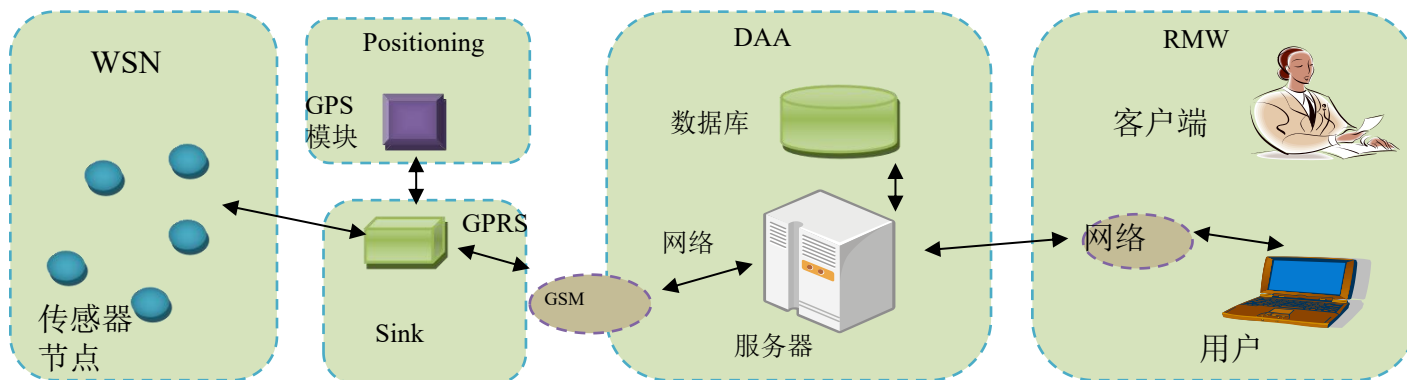 WSN
传感器
节点
Positioning
GPS
模块
GPRS
Sink
GSM
DAA
数据库
网络
服务器
RMW
客户端
网络
用户